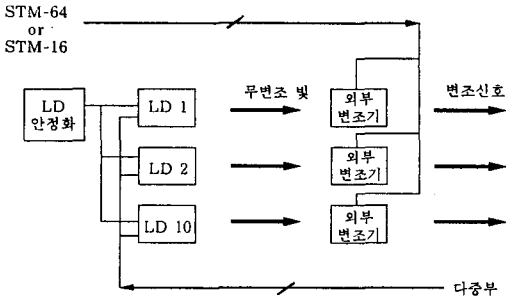 STM-64
or
STM-16
LD
안정화
LD 1
무변조 빛
외부
변조기
변조신호
LD 2
외부
변조기
LD 10
외부
변조기
다중부